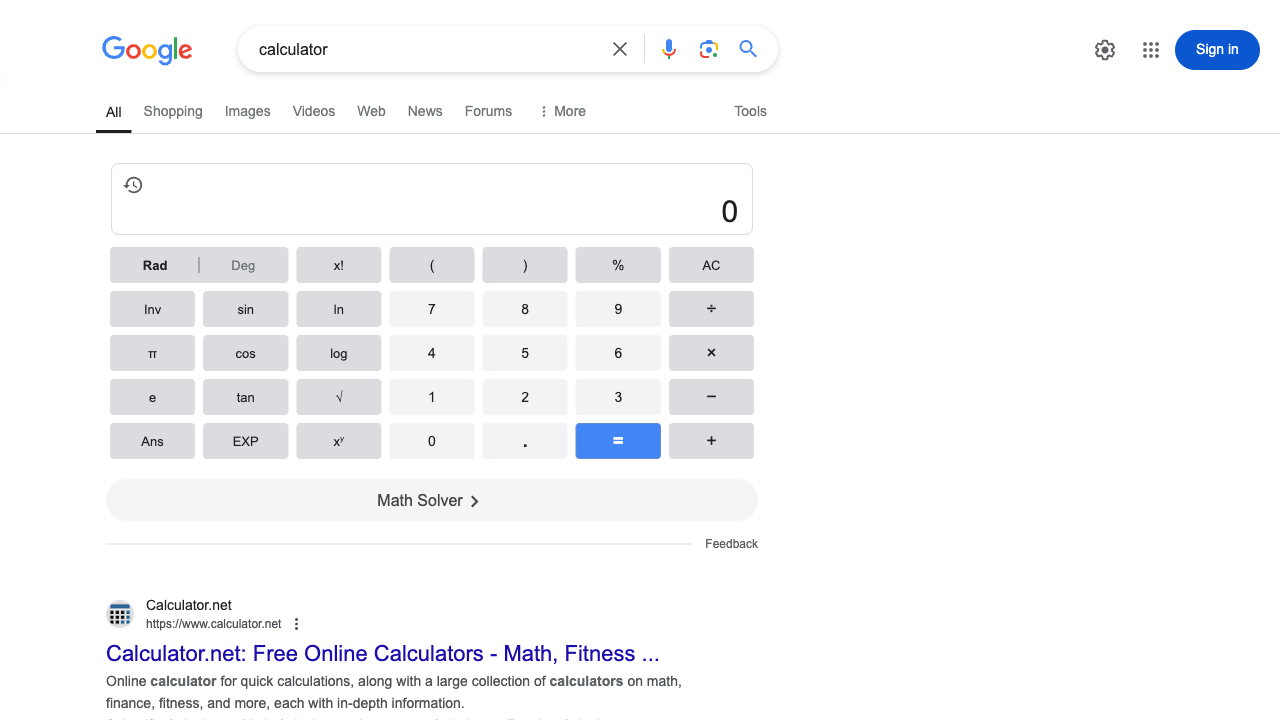 Google
calculator
Sign in
All Shopping Images Videos Web News Forums More Tools
0
Rad Deg x! ( ) % AC
Inv sin ln 7 8 9 ÷
π cos log 4 5 6 ×
e tan √ 1 2 3 −
Ans EXP xʸ 0 . = +
Math Solver
Feedback
Calculator.net
https://www.calculator.net
Calculator.net: Free Online Calculators - Math, Fitness ...
Online calculator for quick calculations, along with a large collection of calculators on math,
finance, fitness, and more, each with in-depth information.